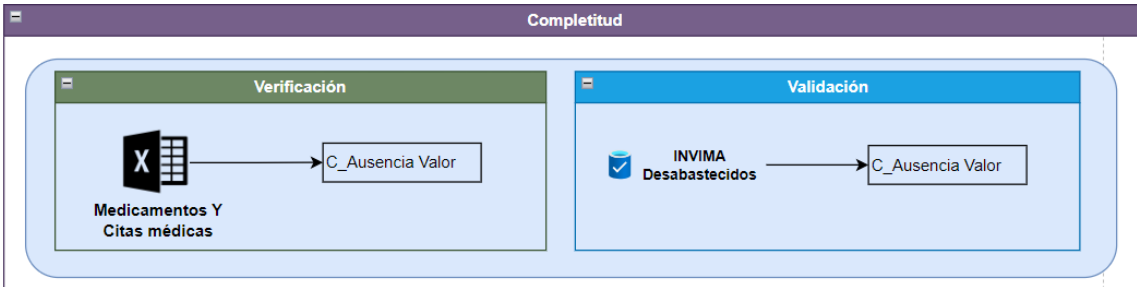 Completitud
Verificación
X
C_Ausencia Valor
Medicamentos Y
Citas médicas
Validación
INVIMA
Desabastecidos
C_Ausencia Valor